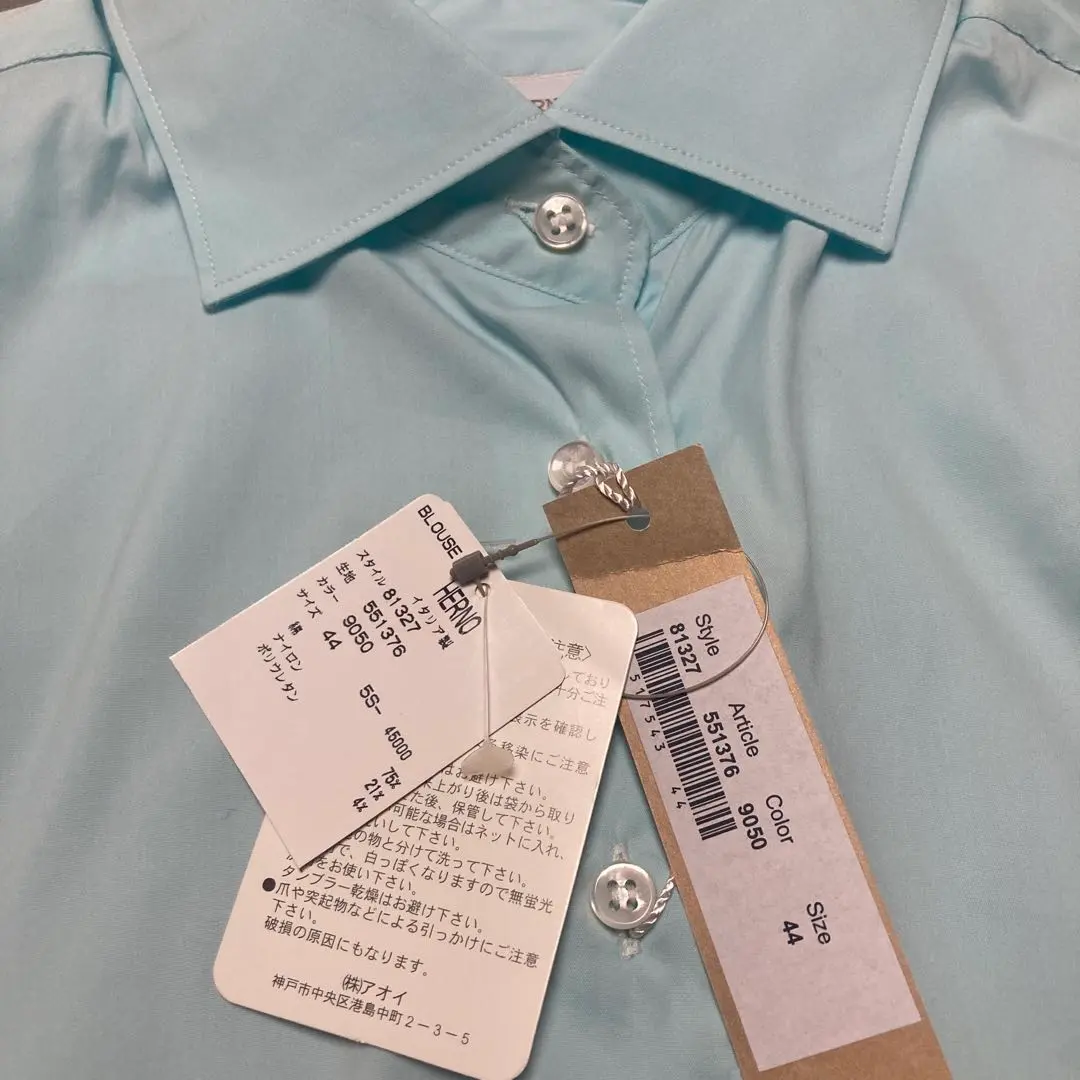 BLOUSE HERNO
イタリア製
スタイル 81327
生地 551376
カラー 9050
サイズ 44
5S- 45000
綿 75%
ナイロン 21%
ポリウレタン 4%
注意〉
しており
十分ご注
表示を確認し
移染にご注意
はお避け下さい。
上がり後は袋から取り
た後、保管して下さい。
可能な場合はネットに入れ、
いして下さい。
の物と分けて洗って下さい。
で、白っぽくなりますので無蛍光
をお使い下さい。
タンブラー乾燥はお避け下さい。
●爪や突起物などによる引っかけにご注意
下さい。
破損の原因にもなります。
㈱アオイ
神戸市中央区港島中町2-3-5
Style Article Color Size
81327 551376 9050 44
5117543 44